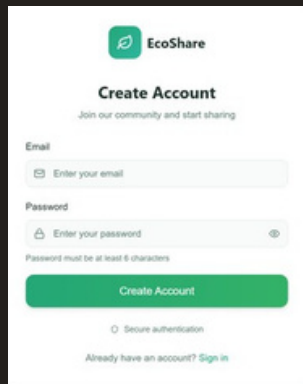 EcoShare
Create Account
Join our community and start sharing
Email
Enter your email
Password
Enter your password
Password must be at least 6 characters
Create Account
Secure authentication
Already have an account? Sign in